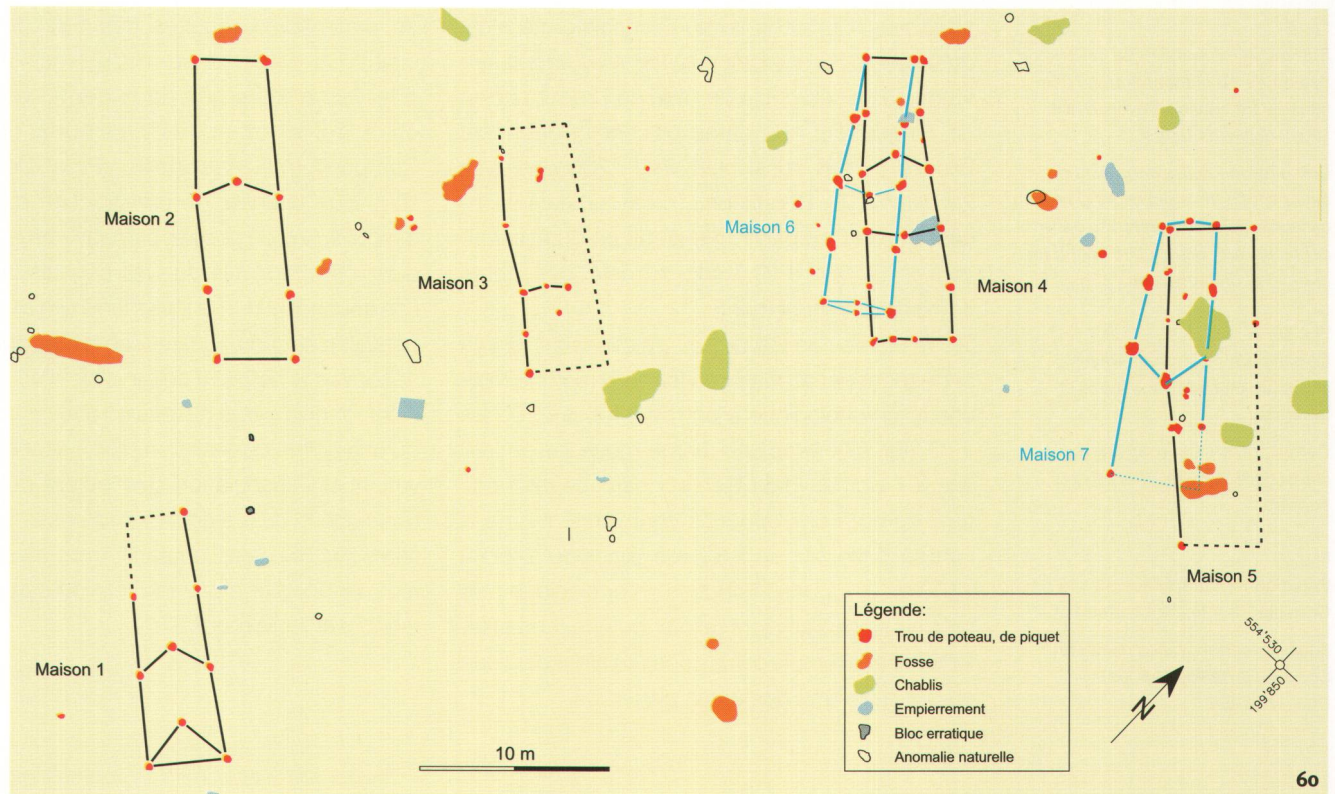 Maison 2
Maison 3
Maison 6
Maison 4
Maison 7
Maison 5
Maison 1
10 m
Légende:
Trou de poteau, de piquet
Fosse
Chablis
Empierrement
Bloc erratique
Anomalie naturelle
N
554'530
199'850
60